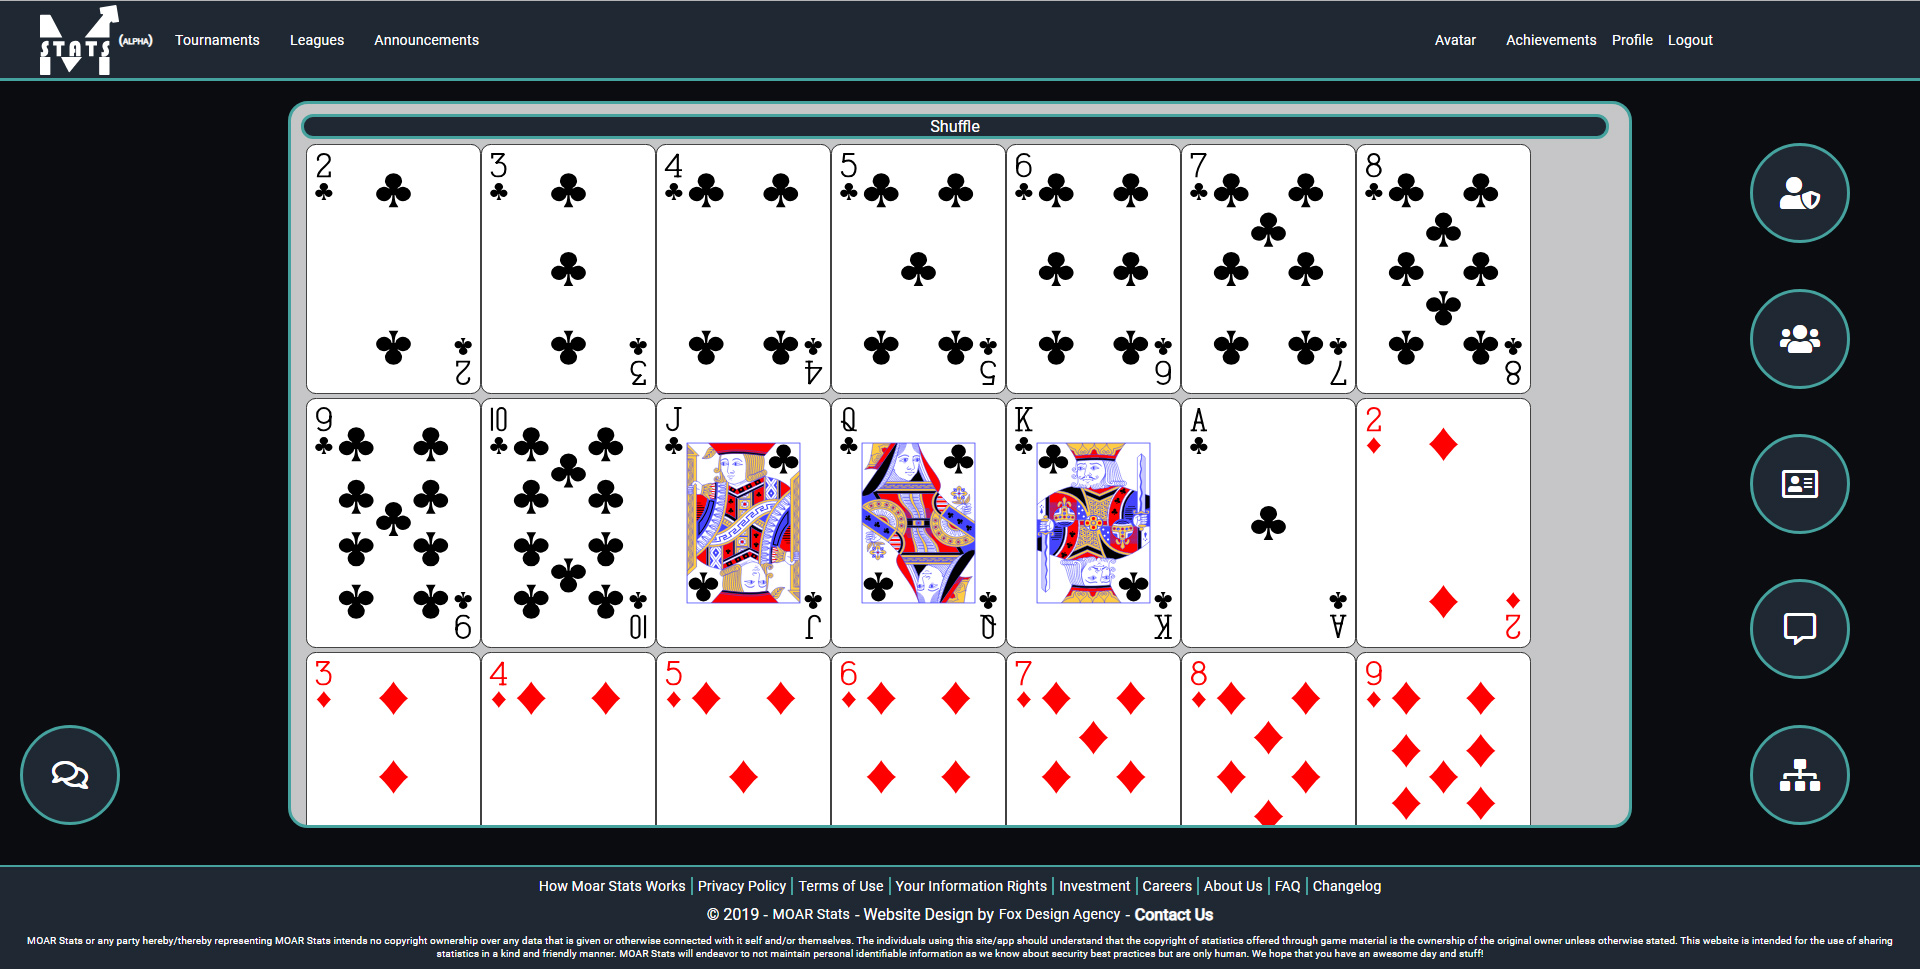 STATS (ALPHA) Tournaments Leagues Announcements Avatar Achievements Profile Logout
Shuffle
2 3 4 5 6 7 8
2 3 4 5 6 7 8
9 10 J Q K A 2
9 10 J Q K A 2
3 4 5 6 7 8 9
How Moar Stats Works | Privacy Policy | Terms of Use | Your Information Rights | Investment | Careers | About Us | FAQ | Changelog
© 2019 - MOAR Stats - Website Design by Fox Design Agency - Contact Us
MOAR Stats or any party hereby/thereby representing MOAR Stats intends no copyright ownership over any data that is given or otherwise connected with it self and/or themselves. The individuals using this site/app should understand that the copyright of statistics offered through game material is the ownership of the original owner unless otherwise stated. This website is intended for the use of sharing
statistics in a kind and friendly manner. MOAR Stats will endeavor to not maintain personal identifiable information as we know about security best practices but are only human. We hope that you have an awesome day and stuff!